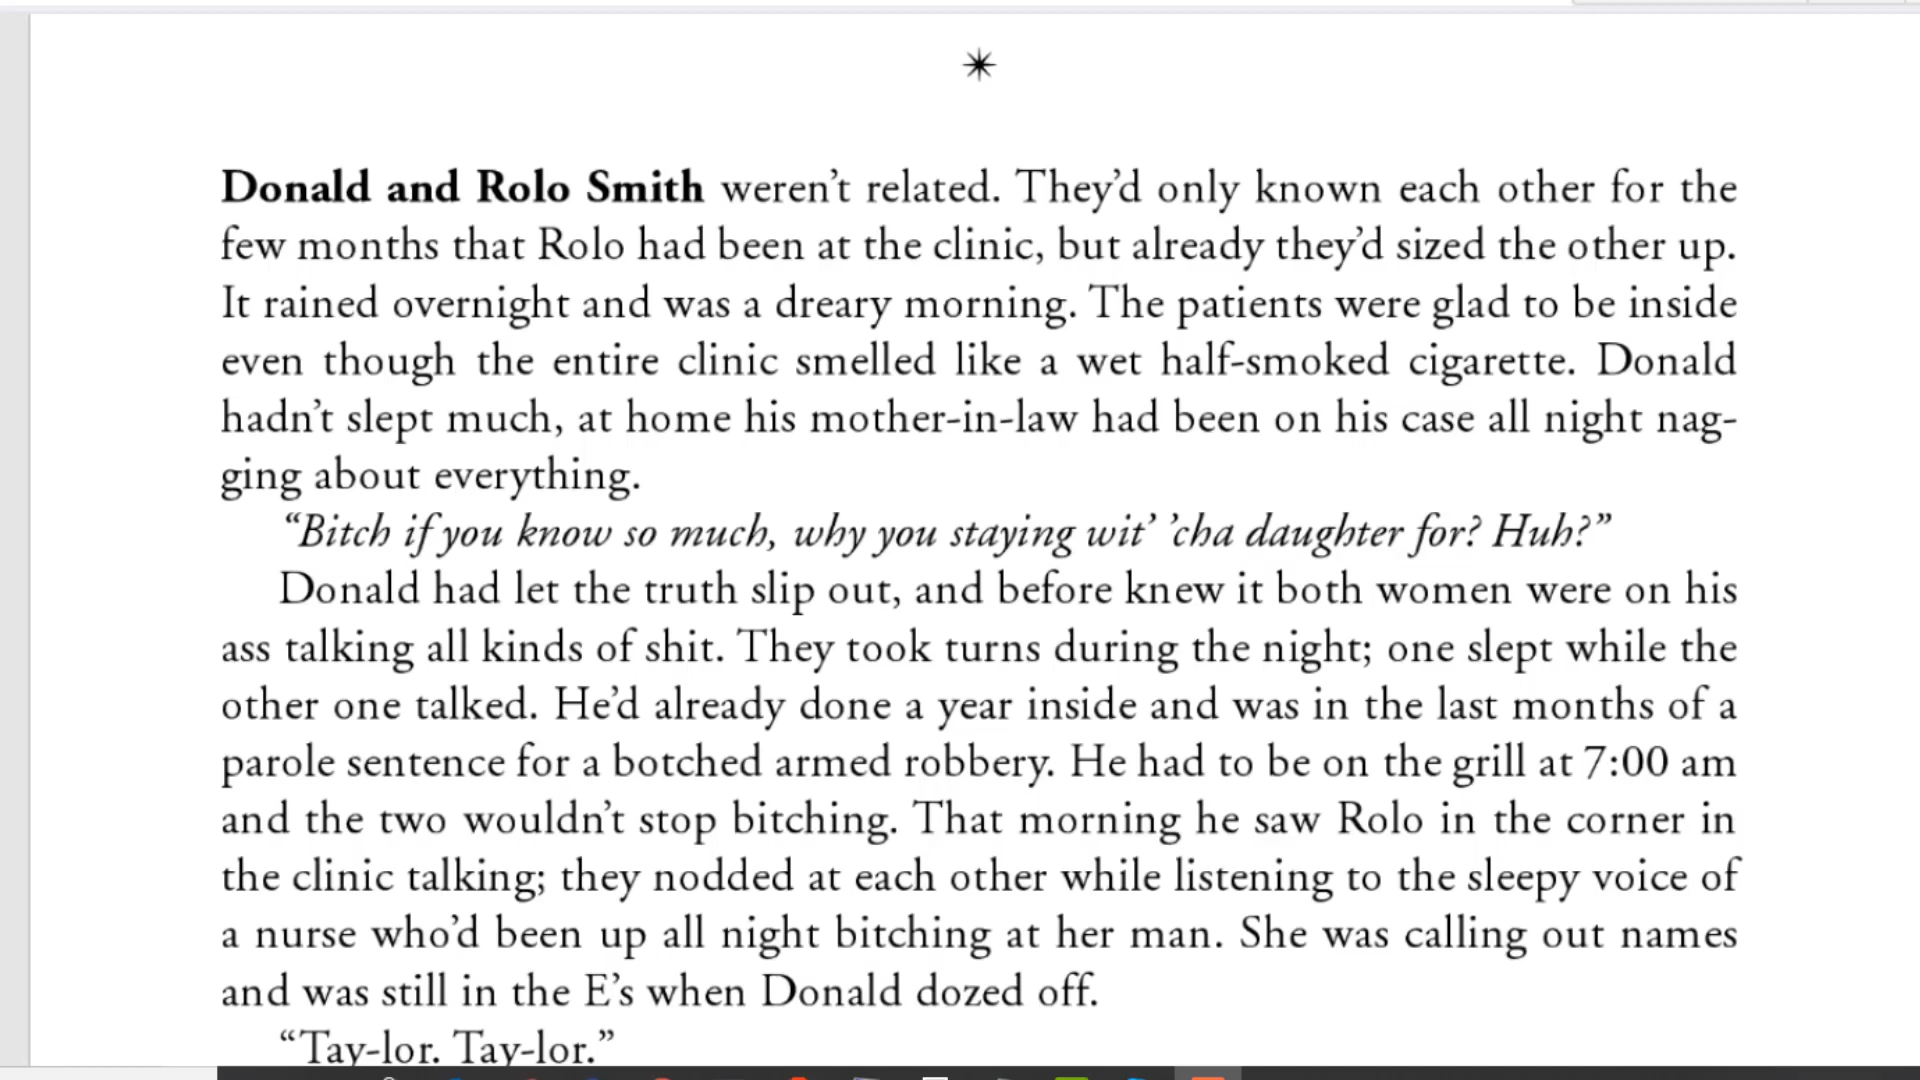 Donald and Rolo Smith weren’t related. They’d only known each other for the
few months that Rolo had been at the clinic, but already they’d sized the other up.
It rained overnight and was a dreary morning. The patients were glad to be inside
even though the entire clinic smelled like a wet half-smoked cigarette. Donald
hadn’t slept much, at home his mother-in-law had been on his case all night nag-
ging about everything.
“Bitch if you know so much, why you staying wit’ ’cha daughter for? Huh?”
Donald had let the truth slip out, and before knew it both women were on his
ass talking all kinds of shit. They took turns during the night; one slept while the
other one talked. He’d already done a year inside and was in the last months of a
parole sentence for a botched armed robbery. He had to be on the grill at 7:00 am
and the two wouldn’t stop bitching. That morning he saw Rolo in the corner in
the clinic talking; they nodded at each other while listening to the sleepy voice of
a nurse who’d been up all night bitching at her man. She was calling out names
and was still in the E’s when Donald dozed off.
“Tay-lor. Tay-lor.”